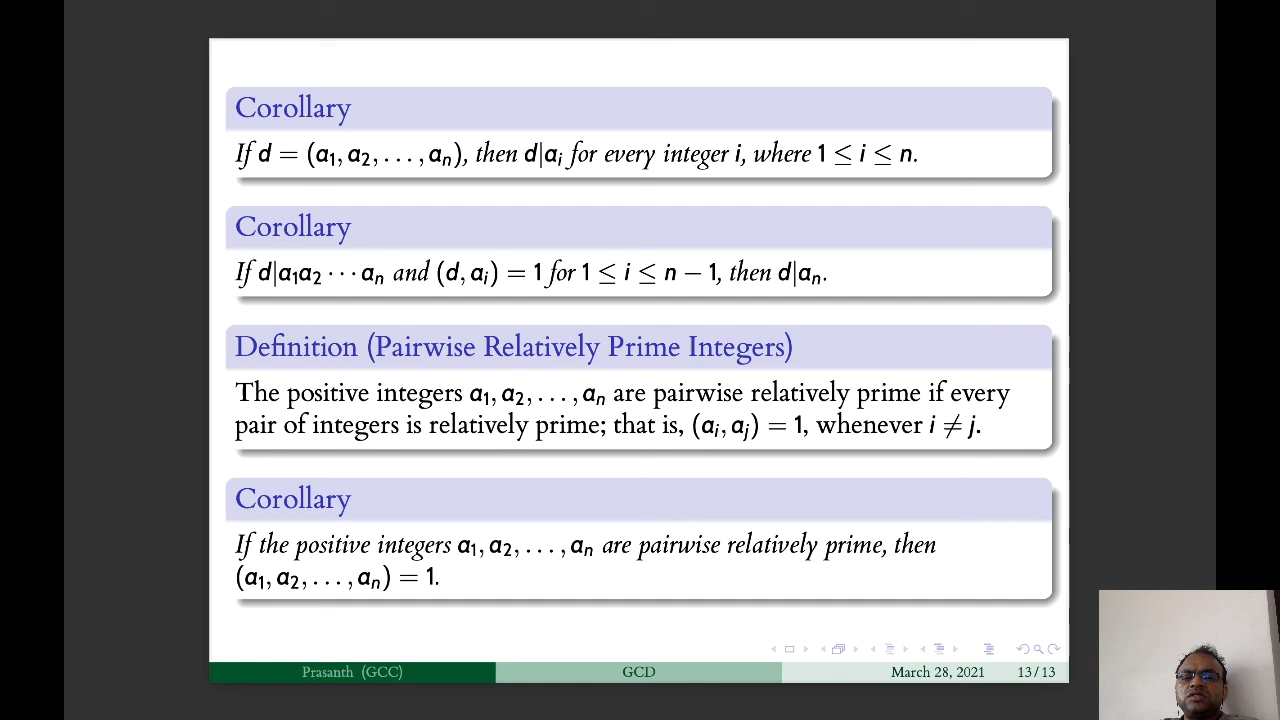 Corollary
If d = (a₁, a₂, . . . , aₙ), then d|aᵢ for every integer i, where 1 ≤ i ≤ n.
Corollary
If d|a₁a₂ · · · aₙ and (d, aᵢ) = 1 for 1 ≤ i ≤ n − 1, then d|aₙ.
Definition (Pairwise Relatively Prime Integers)
The positive integers a₁, a₂, . . . , aₙ are pairwise relatively prime if every
pair of integers is relatively prime; that is, (aᵢ, aⱼ) = 1, whenever i ≠ j.
Corollary
If the positive integers a₁, a₂, . . . , aₙ are pairwise relatively prime, then
(a₁, a₂, . . . , aₙ) = 1.
Prasanth (GCC) GCD March 28, 2021 13 / 13